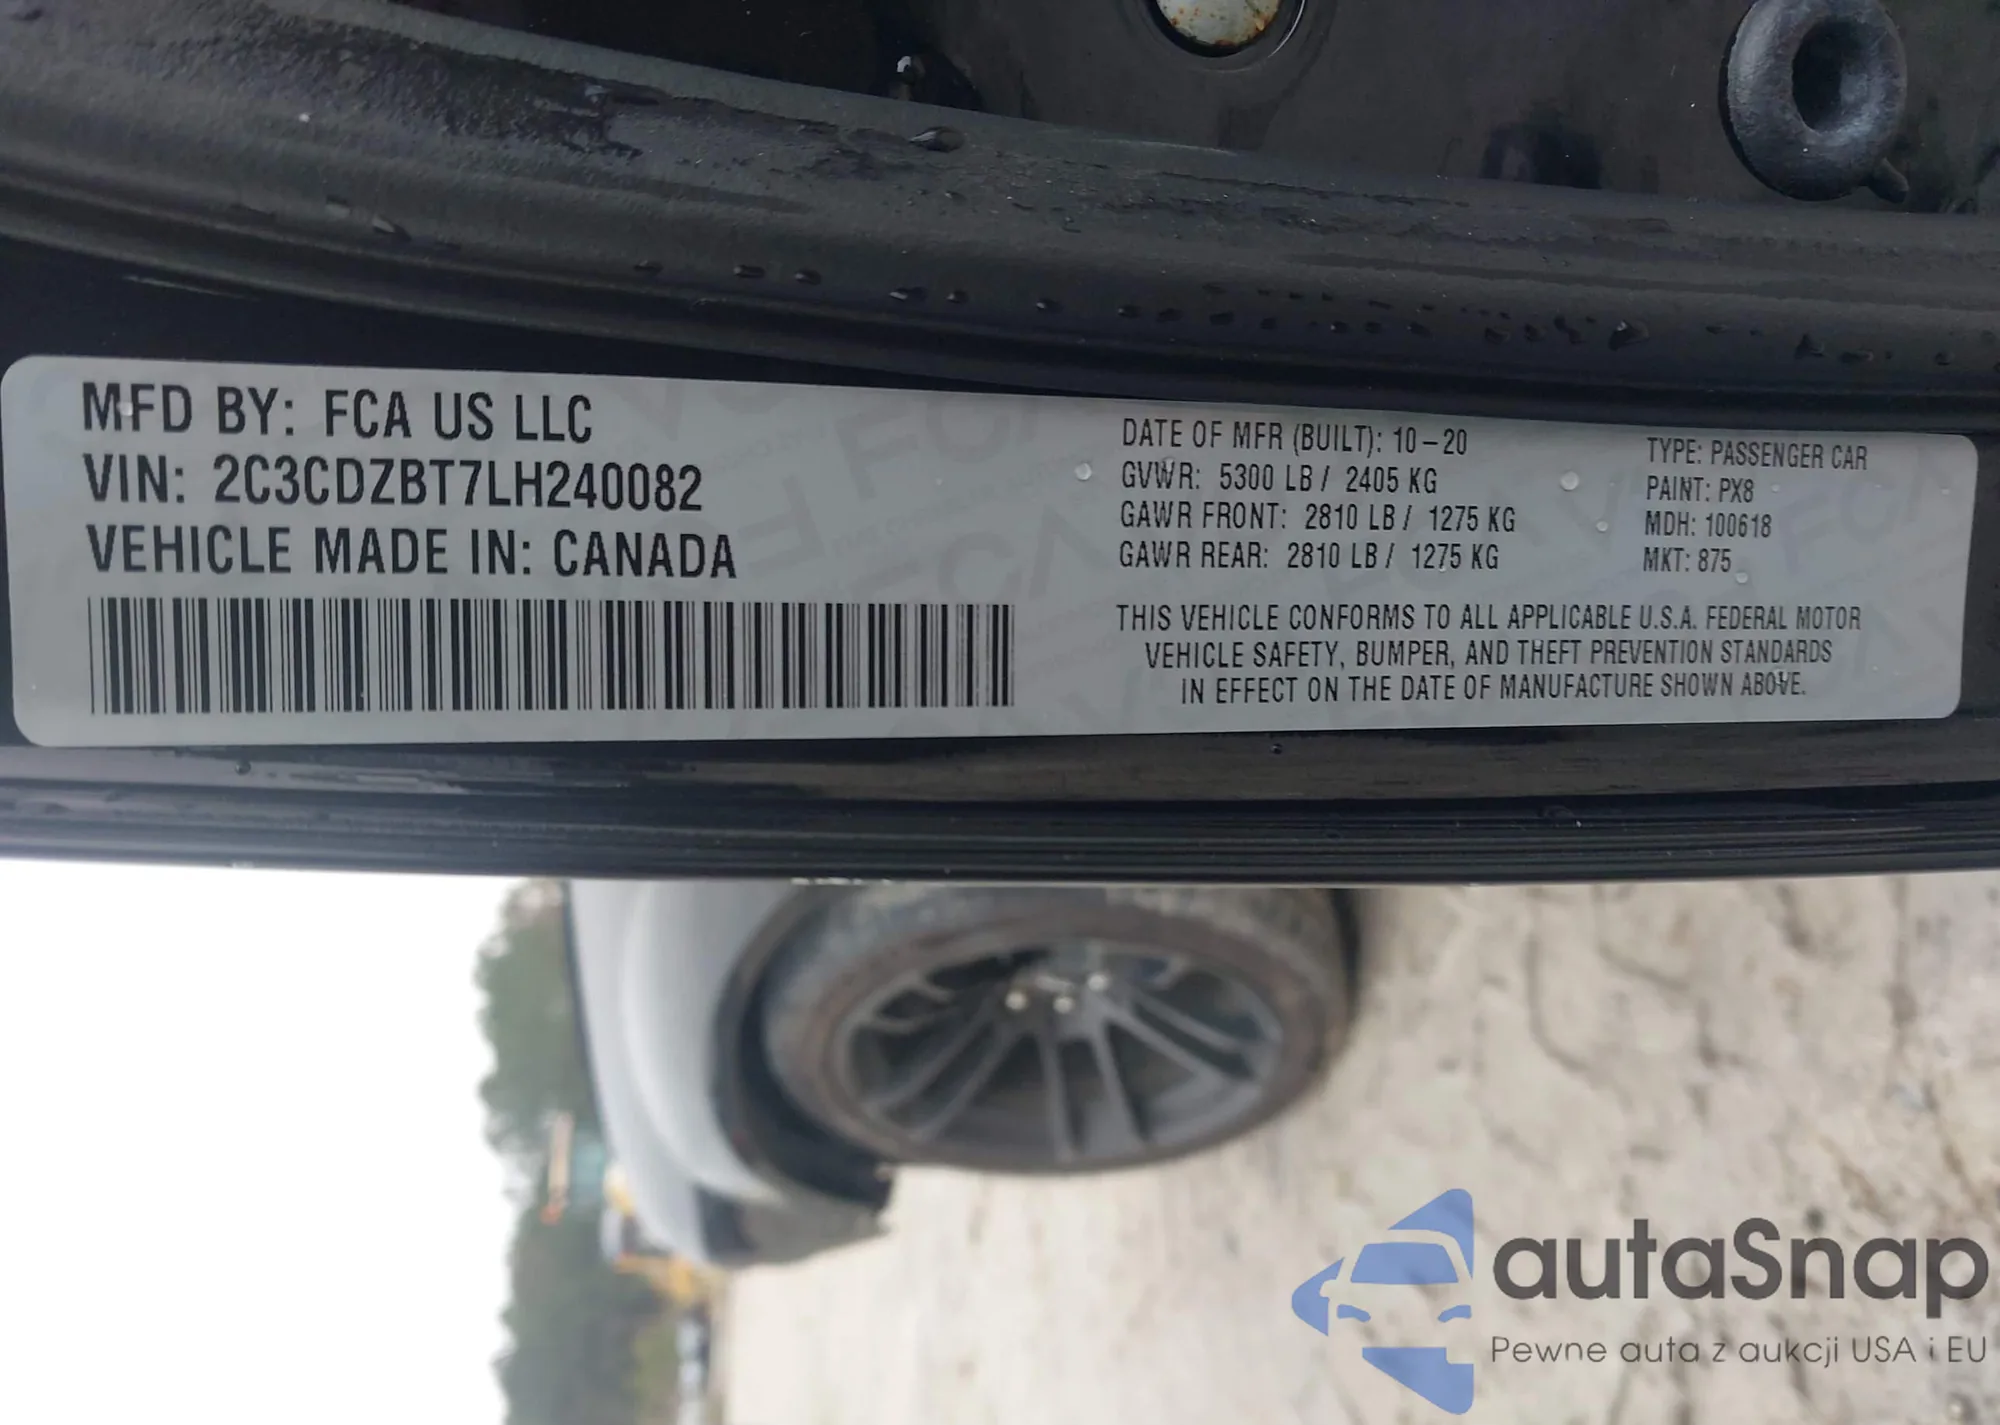 MFD BY: FCA US LLC
VIN: 2C3CDZBT7LH240082
VEHICLE MADE IN: CANADA
DATE OF MFR (BUILT): 10-20
GVWR: 5300 LB / 2405 KG
GAWR FRONT: 2810 LB / 1275 KG
GAWR REAR: 2810 LB / 1275 KG
TYPE: PASSENGER CAR
PAINT: PX8
MDH: 100618
MKT: 875
THIS VEHICLE CONFORMS TO ALL APPLICABLE U.S.A. FEDERAL MOTOR
VEHICLE SAFETY, BUMPER, AND THEFT PREVENTION STANDARDS
IN EFFECT ON THE DATE OF MANUFACTURE SHOWN ABOVE.
autaSnap
Pewne auta z aukcji USA i EU